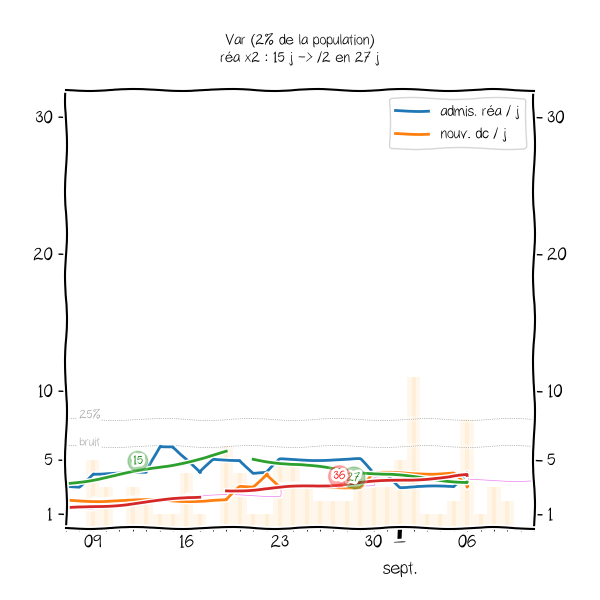 Var (2% de la population)
réa x2 : 15 j -> /2 en 27 j
admis. réa / j
nouv. dc / j
30 30
20 20
10 10
25%
bruit
5 5
15
36 27
1 1
09 16 23 30 1 06
sept.